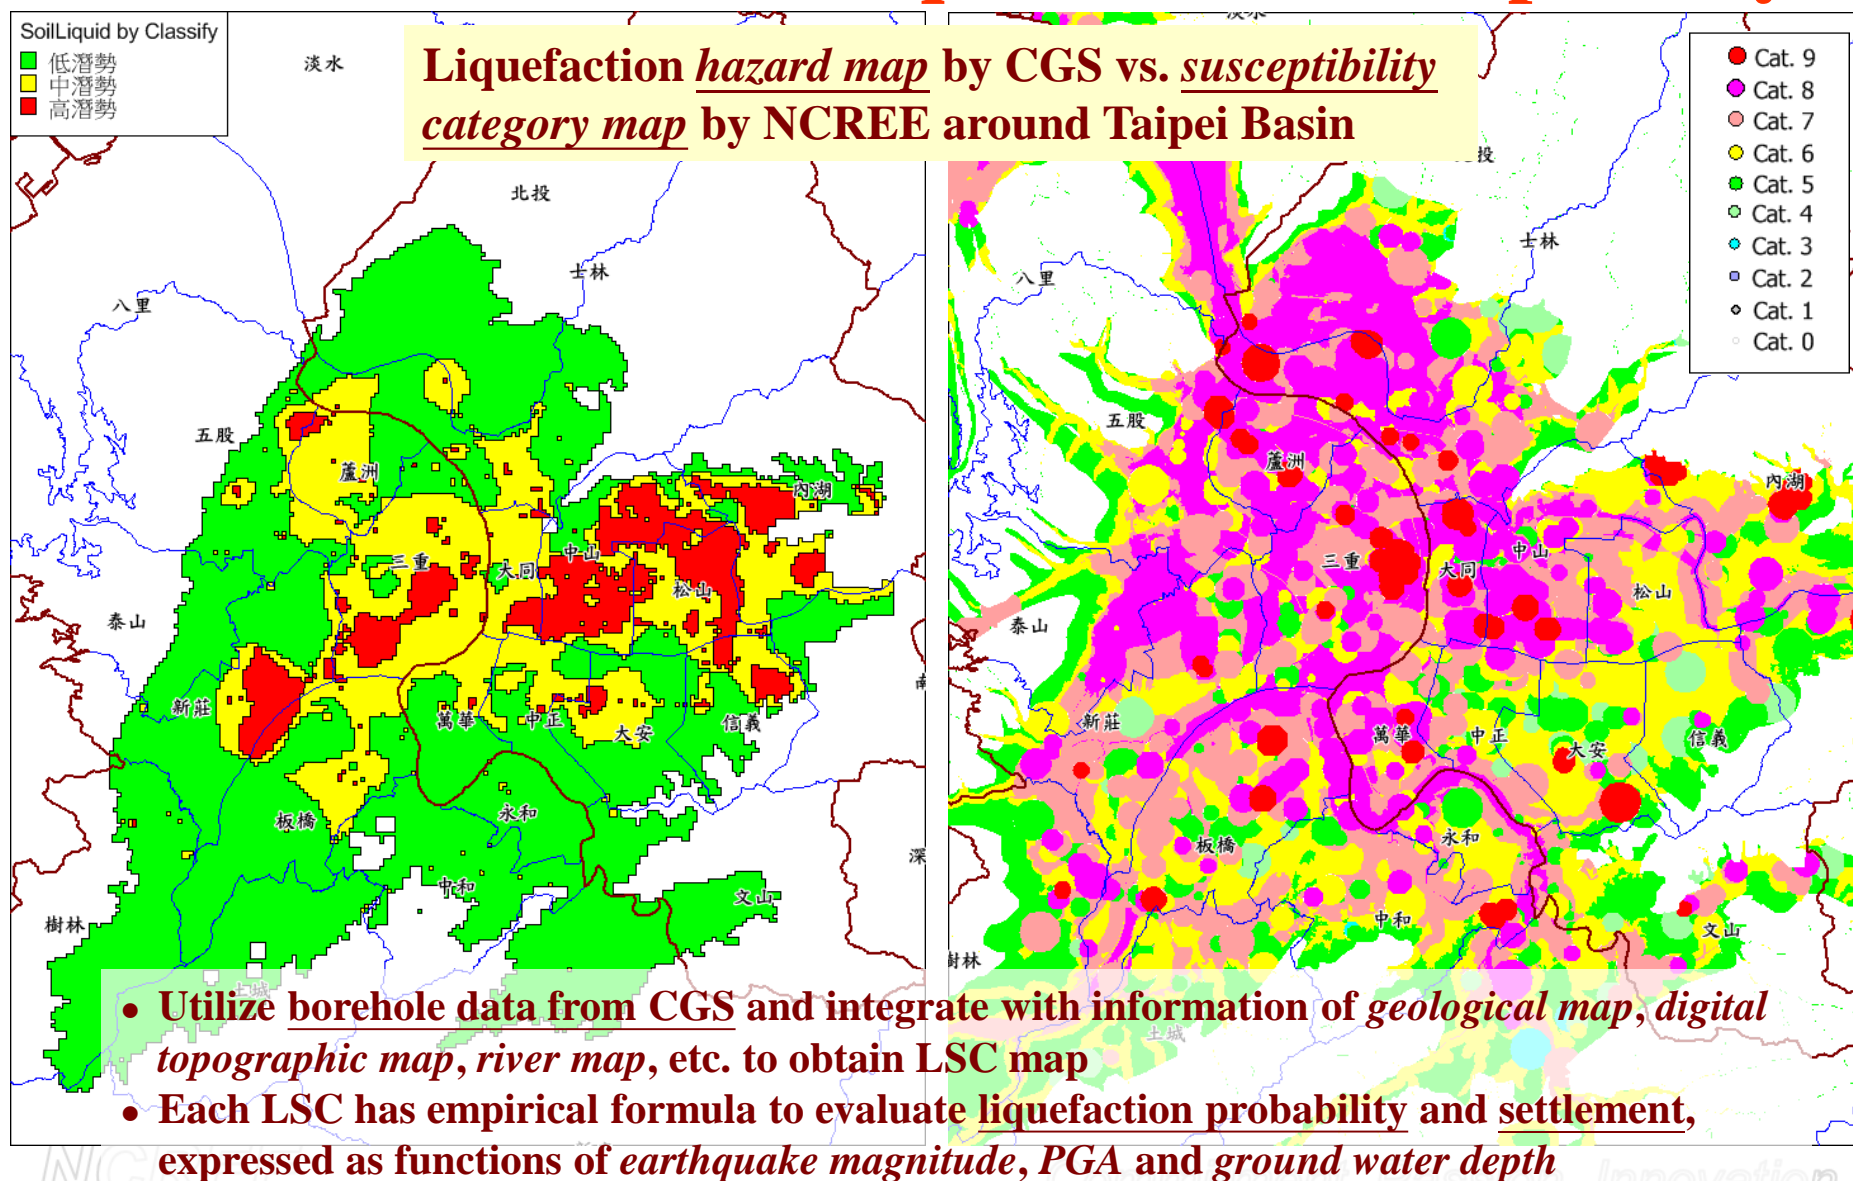 SoilLiquid by Classify
低潛勢
中潛勢
高潛勢
Liquefaction hazard map by CGS vs. susceptibility
category map by NCREE around Taipei Basin
淡水
北投
士林
八里
五股
蘆洲
內湖
三重
大同
中山
松山
泰山
新莊
萬華
中正
大安
信義
板橋
永和
中和
文山
樹林
土城
深
南
淡水
投
士林
八里
五股
蘆洲
內湖
三重
大同
中山
松山
泰山
新莊
萬華
中正
大安
信義
板橋
永和
中和
文山
樹林
土城
Cat. 9
Cat. 8
Cat. 7
Cat. 6
Cat. 5
Cat. 4
Cat. 3
Cat. 2
Cat. 1
Cat. 0
• Utilize borehole data from CGS and integrate with information of geological map, digital
topographic map, river map, etc. to obtain LSC map
• Each LSC has empirical formula to evaluate liquefaction probability and settlement,
expressed as functions of earthquake magnitude, PGA and ground water depth